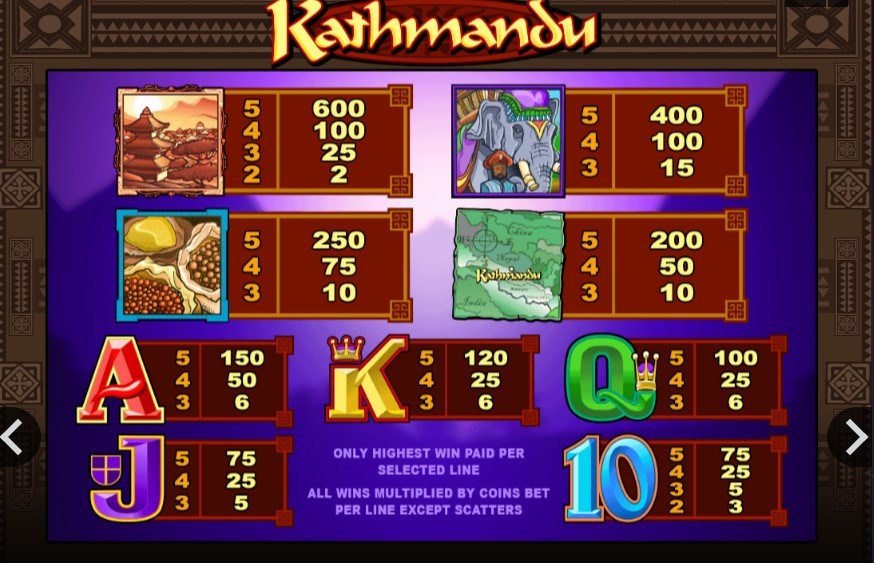 Kathmandu
5 600
4 100
3 25
2 2
5 400
4 100
3 15
5 250
4 75
3 10
China
Nepal
Kathmandu
India
5 200
4 50
3 10
A
5 150
4 50
3 6
K
5 120
4 25
3 6
Q
5 100
4 25
3 6
J
5 75
4 25
3 5
ONLY HIGHEST WIN PAID PER
SELECTED LINE
ALL WINS MULTIPLIED BY COINS BET
PER LINE EXCEPT SCATTERS
10
5 75
4 25
3 5
2 3